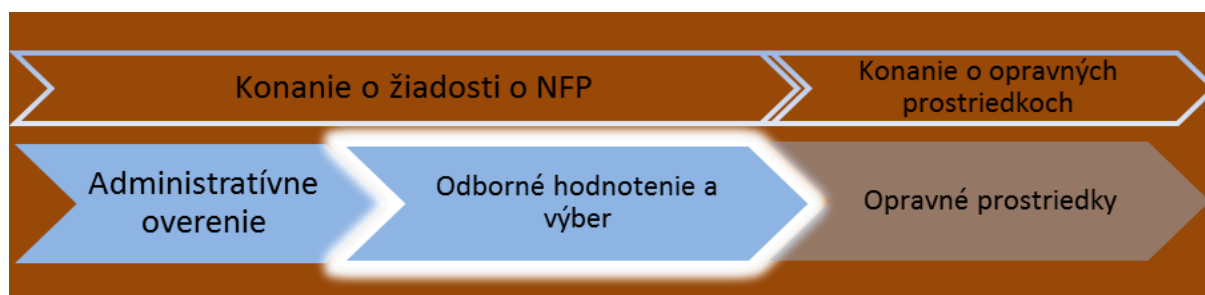 Konanie o žiadosti o NFP
Konanie o opravných
prostriedkoch
Administratívne
overenie
Odborné hodnotenie a
výber
Opravné prostriedky